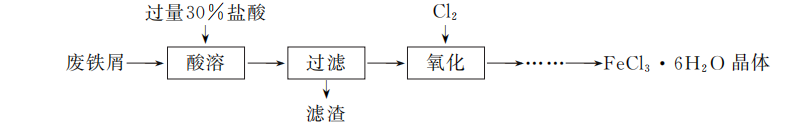 过量30%盐酸 Cl₂
废铁屑 酸溶 过滤 氧化 …… FeCl₃·6H₂O 晶体
滤渣